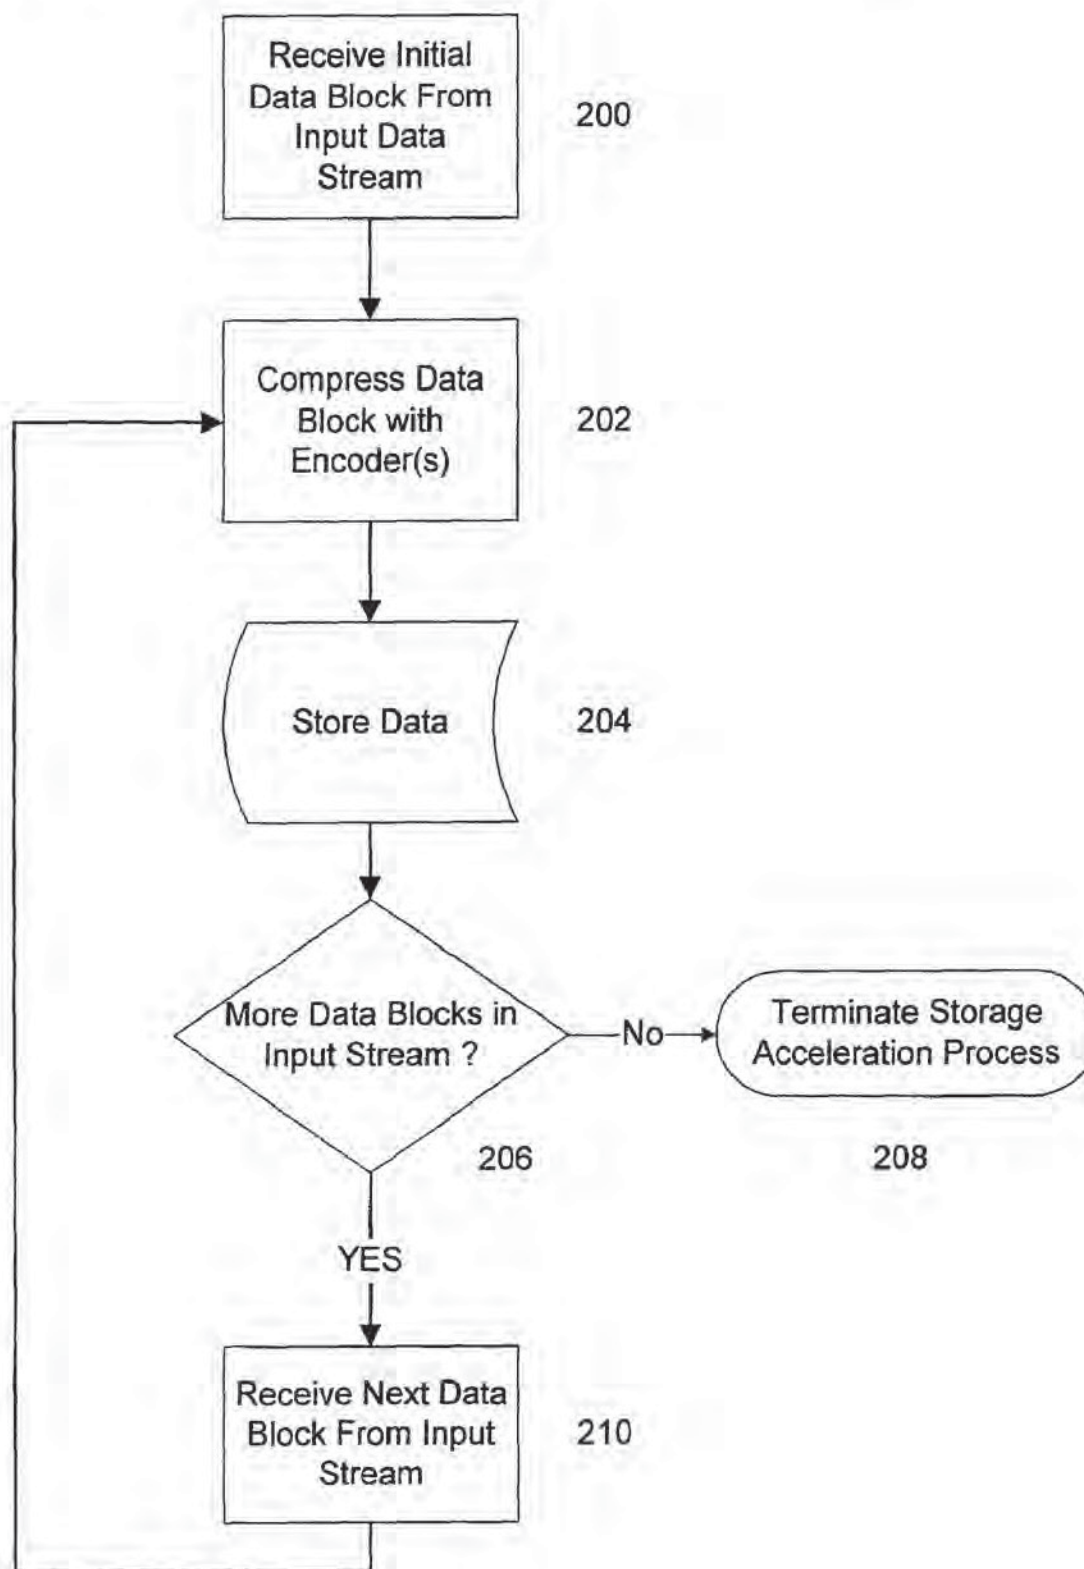 Receive Initial
Data Block From
Input Data
Stream
200
Compress Data
Block with
Encoder(s)
202
Store Data
204
More Data Blocks in
Input Stream ?
206
No
Terminate Storage
Acceleration Process
208
YES
Receive Next Data
Block From Input
Stream
210